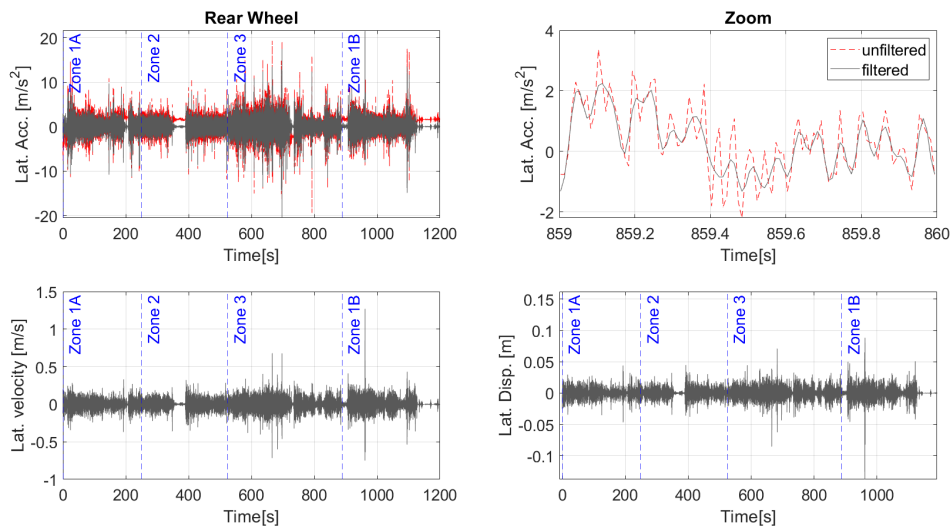 Rear Wheel
Lat. Acc. [m/s²]
20
10
0
-10
-20
Zone 1A
Zone 2
Zone 3
Zone 1B
0 200 400 600 800 1000 1200
Time[s]
Zoom
Lat. Acc. [m/s²]
4
2
0
-2
unfiltered
filtered
859 859.2 859.4 859.6 859.8 860
Time[s]
Lat. velocity [m/s]
1.5
1
0.5
0
-0.5
-1
Zone 1A
Zone 2
Zone 3
Zone 1B
0 200 400 600 800 1000 1200
Time[s]
Lat. Disp. [m]
0.15
0.1
0.05
0
-0.05
-0.1
Zone 1A
Zone 2
Zone 3
Zone 1B
0 200 400 600 800 1000
Time[s]